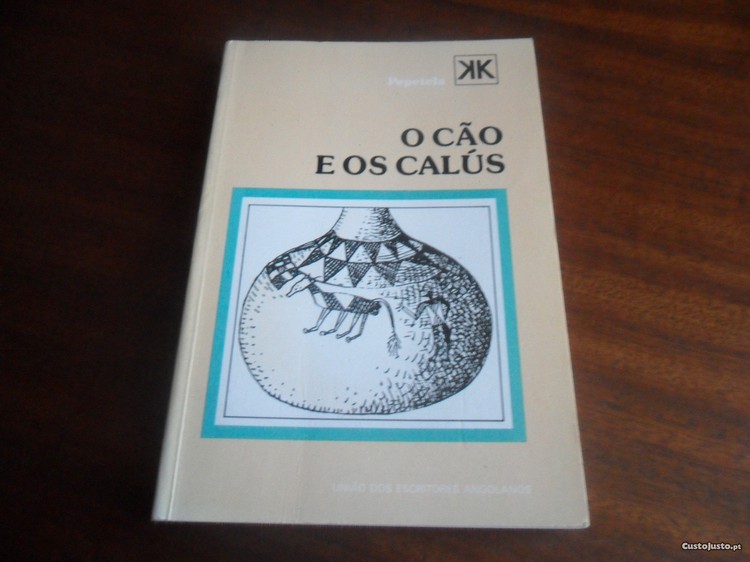 Pepetela
KK
O CÃO
E OS CALÚS
UNIÃO DOS ESCRITORES ANGOLANOS
CustoJusto.pt